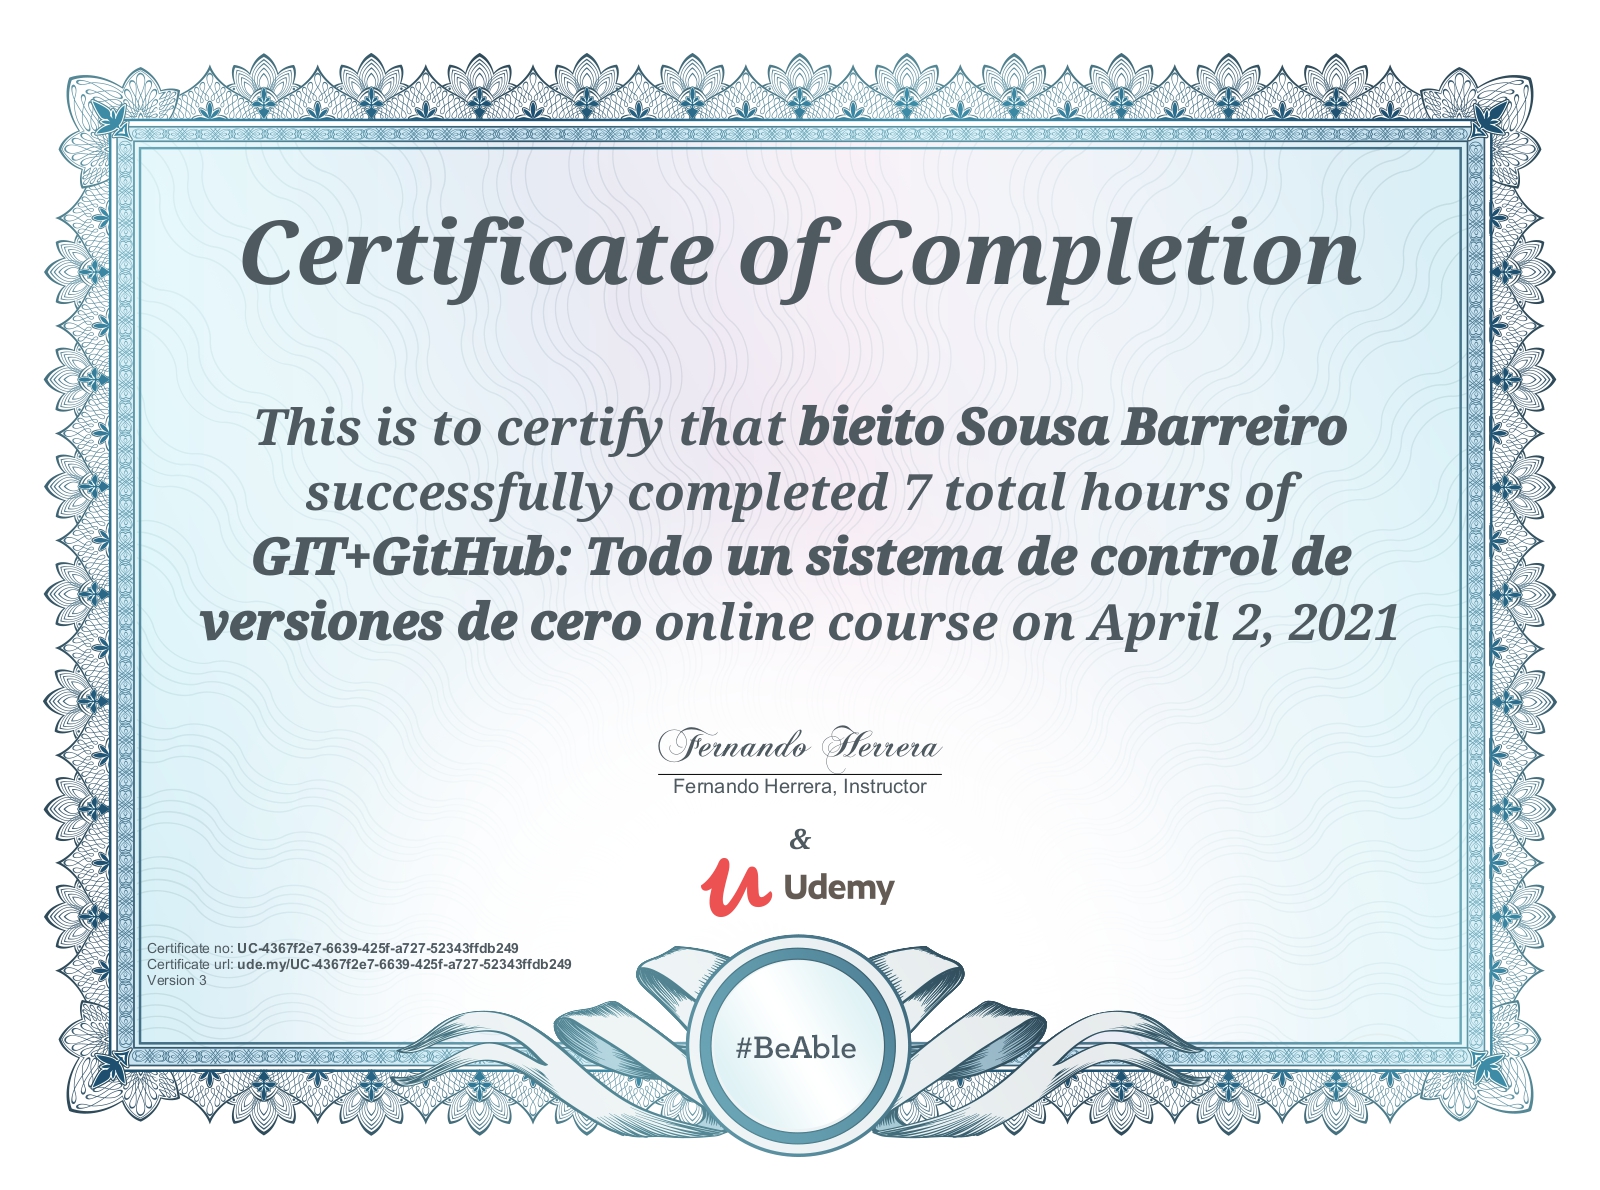 Certificate of Completion
This is to certify that bieito Sousa Barreiro
successfully completed 7 total hours of
GIT+GitHub: Todo un sistema de control de
versiones de cero online course on April 2, 2021
Fernando Herrera
Fernando Herrera, Instructor
&
Udemy
Certificate no: UC-4367f2e7-6639-425f-a727-52343ffdb249
Certificate url: ude.my/UC-4367f2e7-6639-425f-a727-52343ffdb249
Version 3
#BeAble